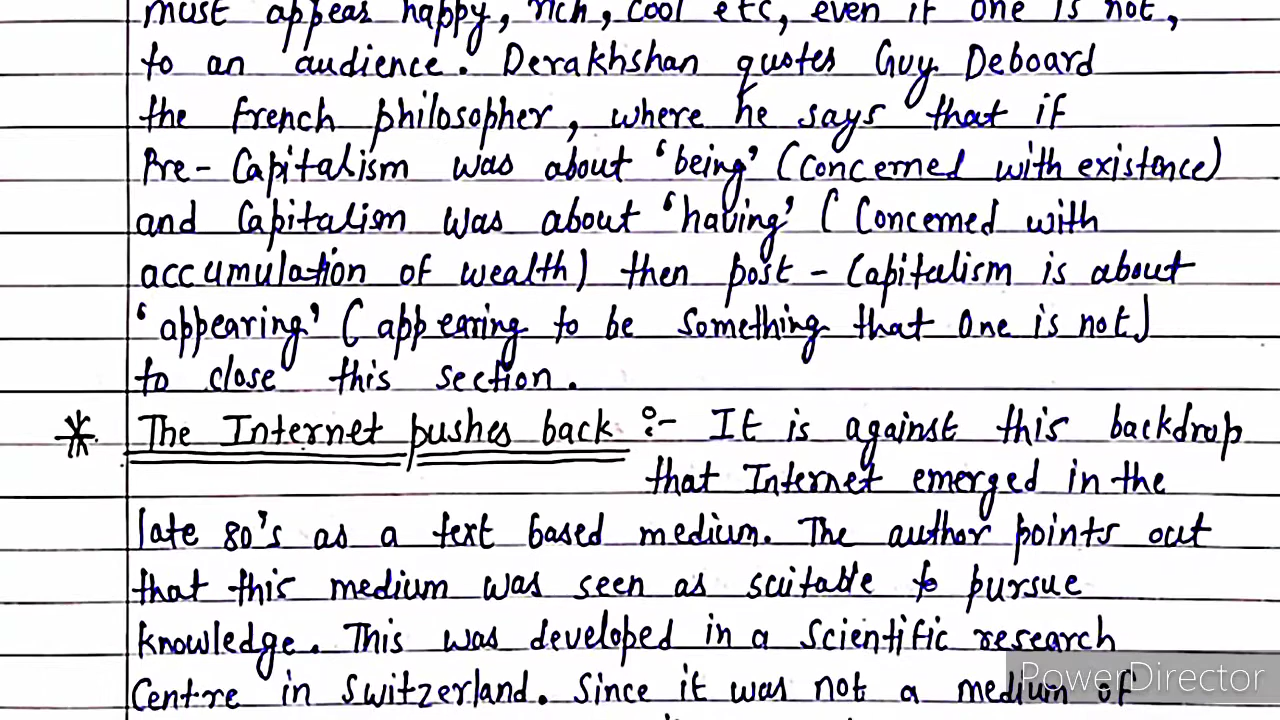 must appear happy, rich, cool etc, even if one is not,
to an audience. Derakhshan quotes Guy Deboard
the French philosopher, where he says that if
Pre-Capitalism was about 'being' (concerned with existence)
and Capitalism was about 'having' (Concerned with
accumulation of wealth) then post-Capitalism is about
'appearing' (appearing to be something that one is not)
to close this section.
* The Internet pushes back :- It is against this backdrop
that Internet emerged in the
late 80's as a text based medium. The author points out
that this medium was seen as suitable to pursue
knowledge. This was developed in a scientific research
Centre in Switzerland. Since it was not a medium of
PowerDirector